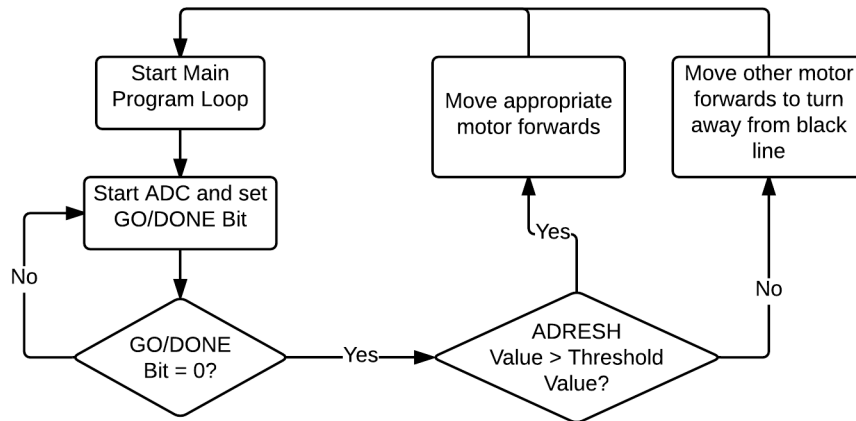 Start Main
Program Loop
Move appropriate
motor forwards
Move other motor
forwards to turn
away from black
line
Start ADC and set
GO/DONE Bit
No
Yes
No
GO/DONE
Bit = 0?
Yes
ADRESH
Value > Threshold
Value?